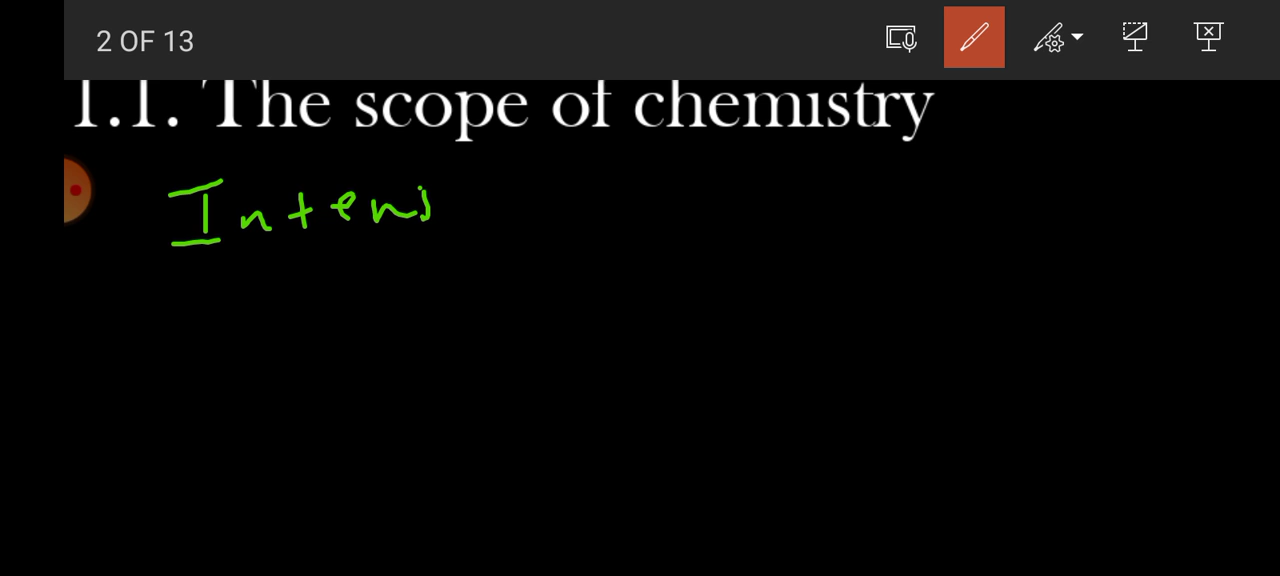 2 OF 13
1.1. The scope of chemistry
Intens